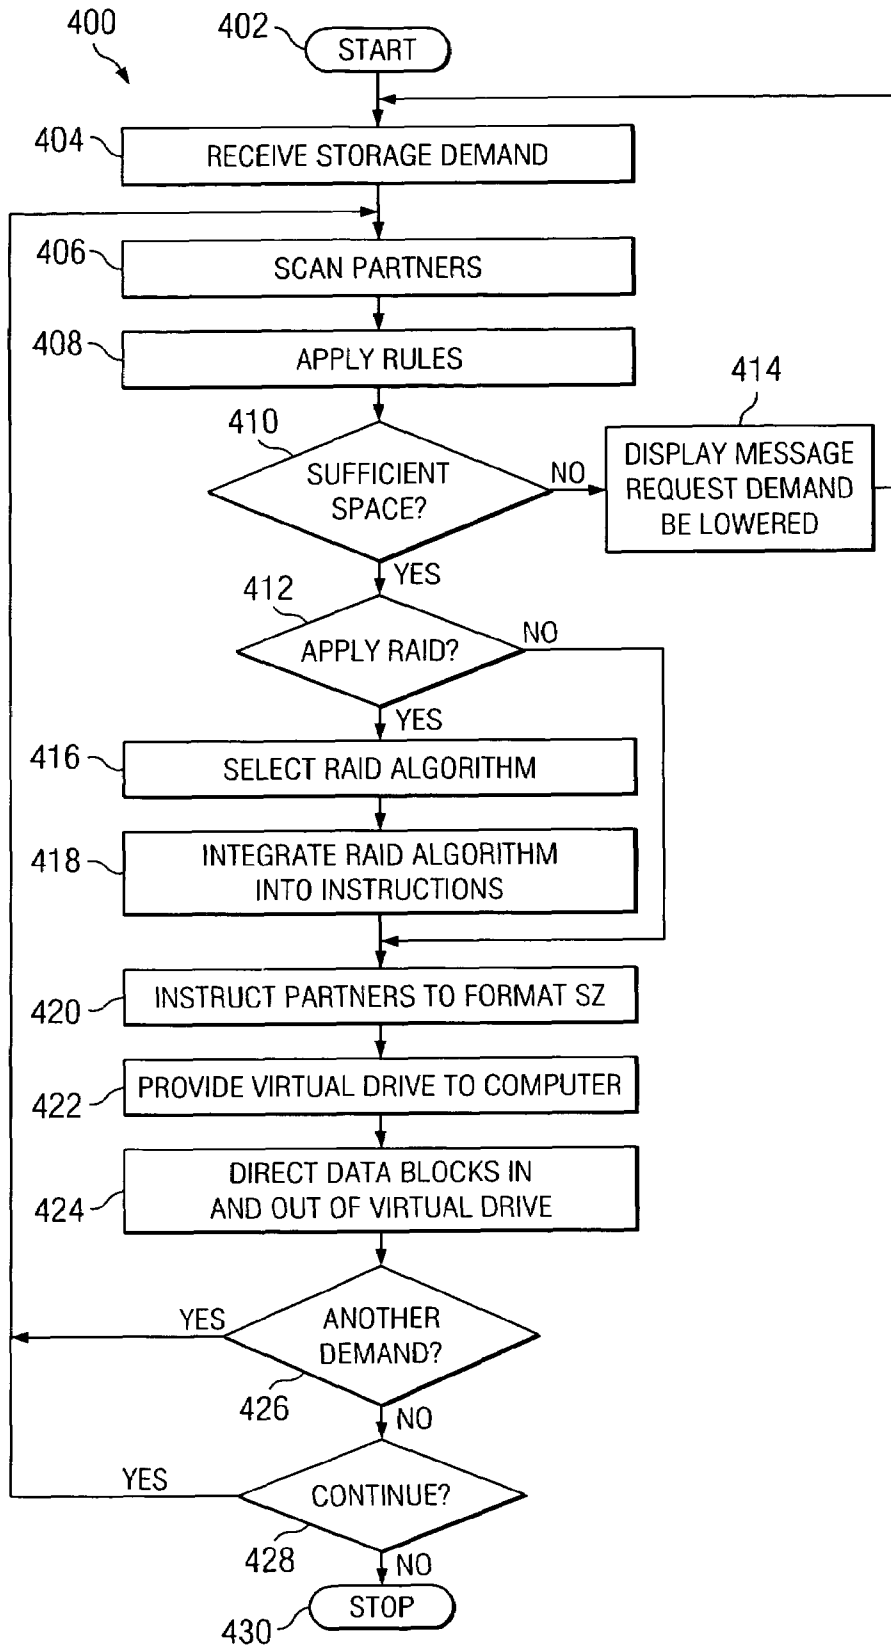 400
402
START
404
RECEIVE STORAGE DEMAND
406
SCAN PARTNERS
408
APPLY RULES
410
SUFFICIENT
SPACE?
NO
414
DISPLAY MESSAGE
REQUEST DEMAND
BE LOWERED
YES
412
APPLY RAID?
NO
YES
416
SELECT RAID ALGORITHM
418
INTEGRATE RAID ALGORITHM
INTO INSTRUCTIONS
420
INSTRUCT PARTNERS TO FORMAT SZ
422
PROVIDE VIRTUAL DRIVE TO COMPUTER
424
DIRECT DATA BLOCKS IN
AND OUT OF VIRTUAL DRIVE
YES
ANOTHER
DEMAND?
426
NO
YES
CONTINUE?
428
NO
STOP
430